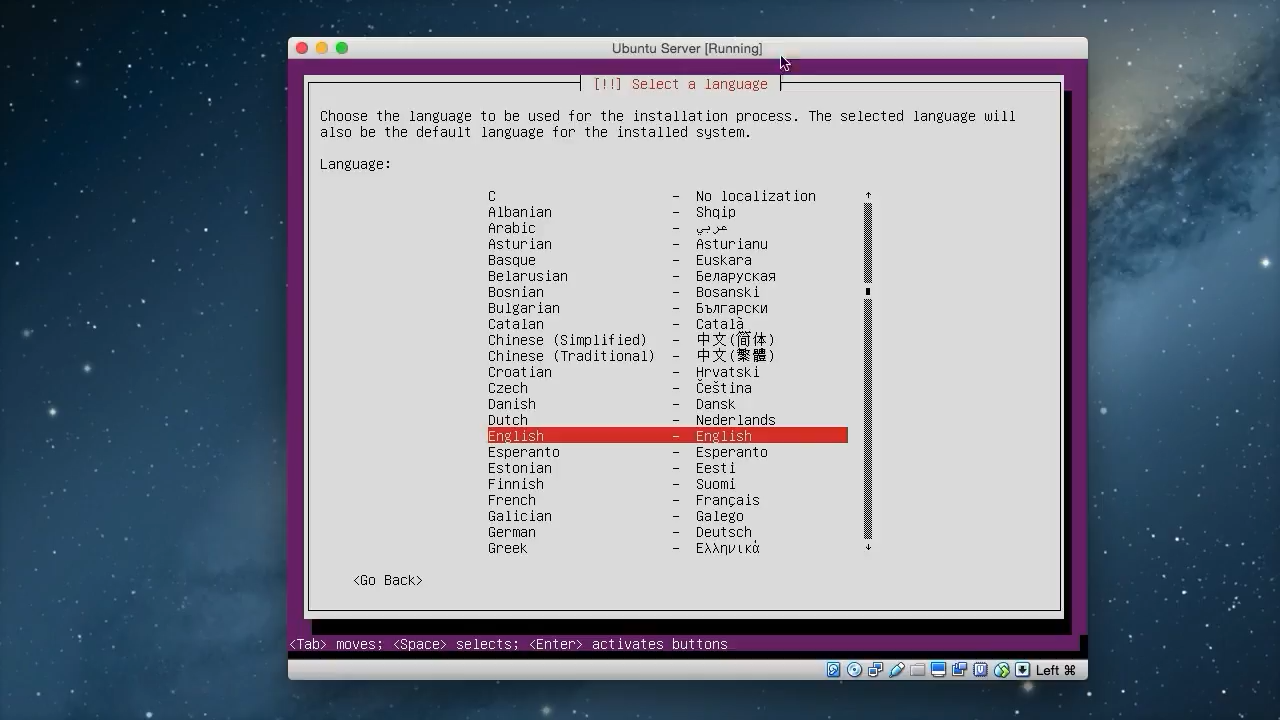 Ubuntu Server [Running]
[!!] Select a language
Choose the language to be used for the installation process. The selected language will
also be the default language for the installed system.
Language:
C - No localization
Albanian - Shqip
Arabic - عربي
Asturian - Asturianu
Basque - Euskara
Belarusian - Беларуская
Bosnian - Bosanski
Bulgarian - Български
Catalan - Català
Chinese (Simplified) - 中文(简体)
Chinese (Traditional) - 中文(繁體)
Croatian - Hrvatski
Czech - Čeština
Danish - Dansk
Dutch - Nederlands
English - English
Esperanto - Esperanto
Estonian - Eesti
Finnish - Suomi
French - Français
Galician - Galego
German - Deutsch
Greek - Ελληνικά
<Go Back>
<Tab> moves; <Space> selects; <Enter> activates buttons
Left ⌘